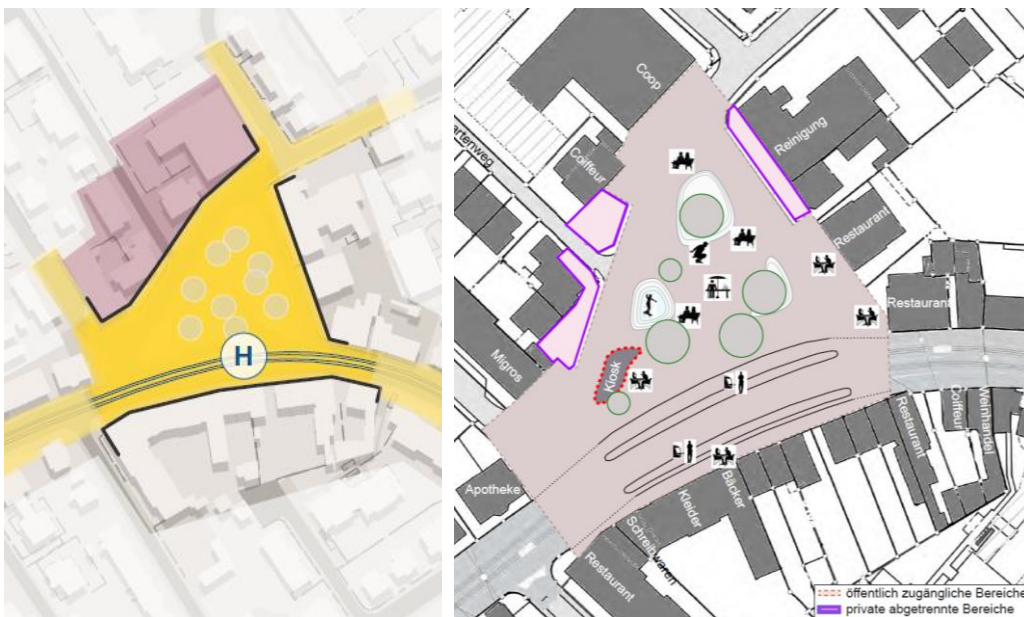 H
Coop
Coiffeur
artenweg
Reinigung
Restaurant
Restaurant
Migros
Kiosk
Apotheke
Restaurant
Coiffeur
Weinhandel
Bäcker
Kleider
Schreibwaren
Restaurant
öffentlich zugängliche Bereiche
private abgetrennte Bereiche